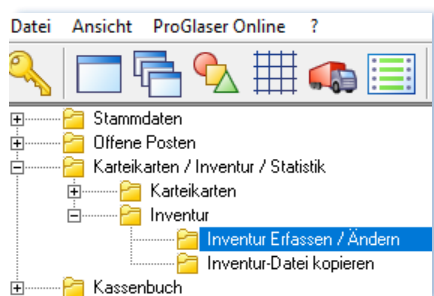 Datei Ansicht ProGlaser Online ?
Stammdaten
Offene Posten
Karteikarten / Inventur / Statistik
Karteikarten
Inventur
Inventur Erfassen / Ändern
Inventur-Datei kopieren
Kassenbuch